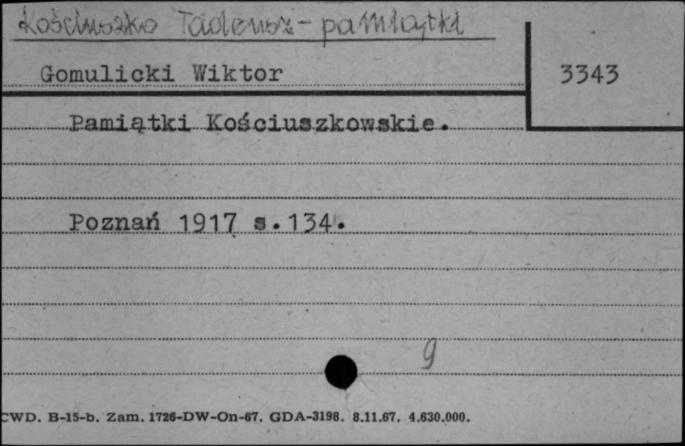 Kościuszko Tadeusz - pamiątki
Gomulicki Wiktor
3343
Pamiątki Kościuszkowskie.
Poznań 1917 s.134.
9
CWD. B-15-b. Zam. 1726-DW-On-67. GDA-3198. 8.11.67. 4.630.000.